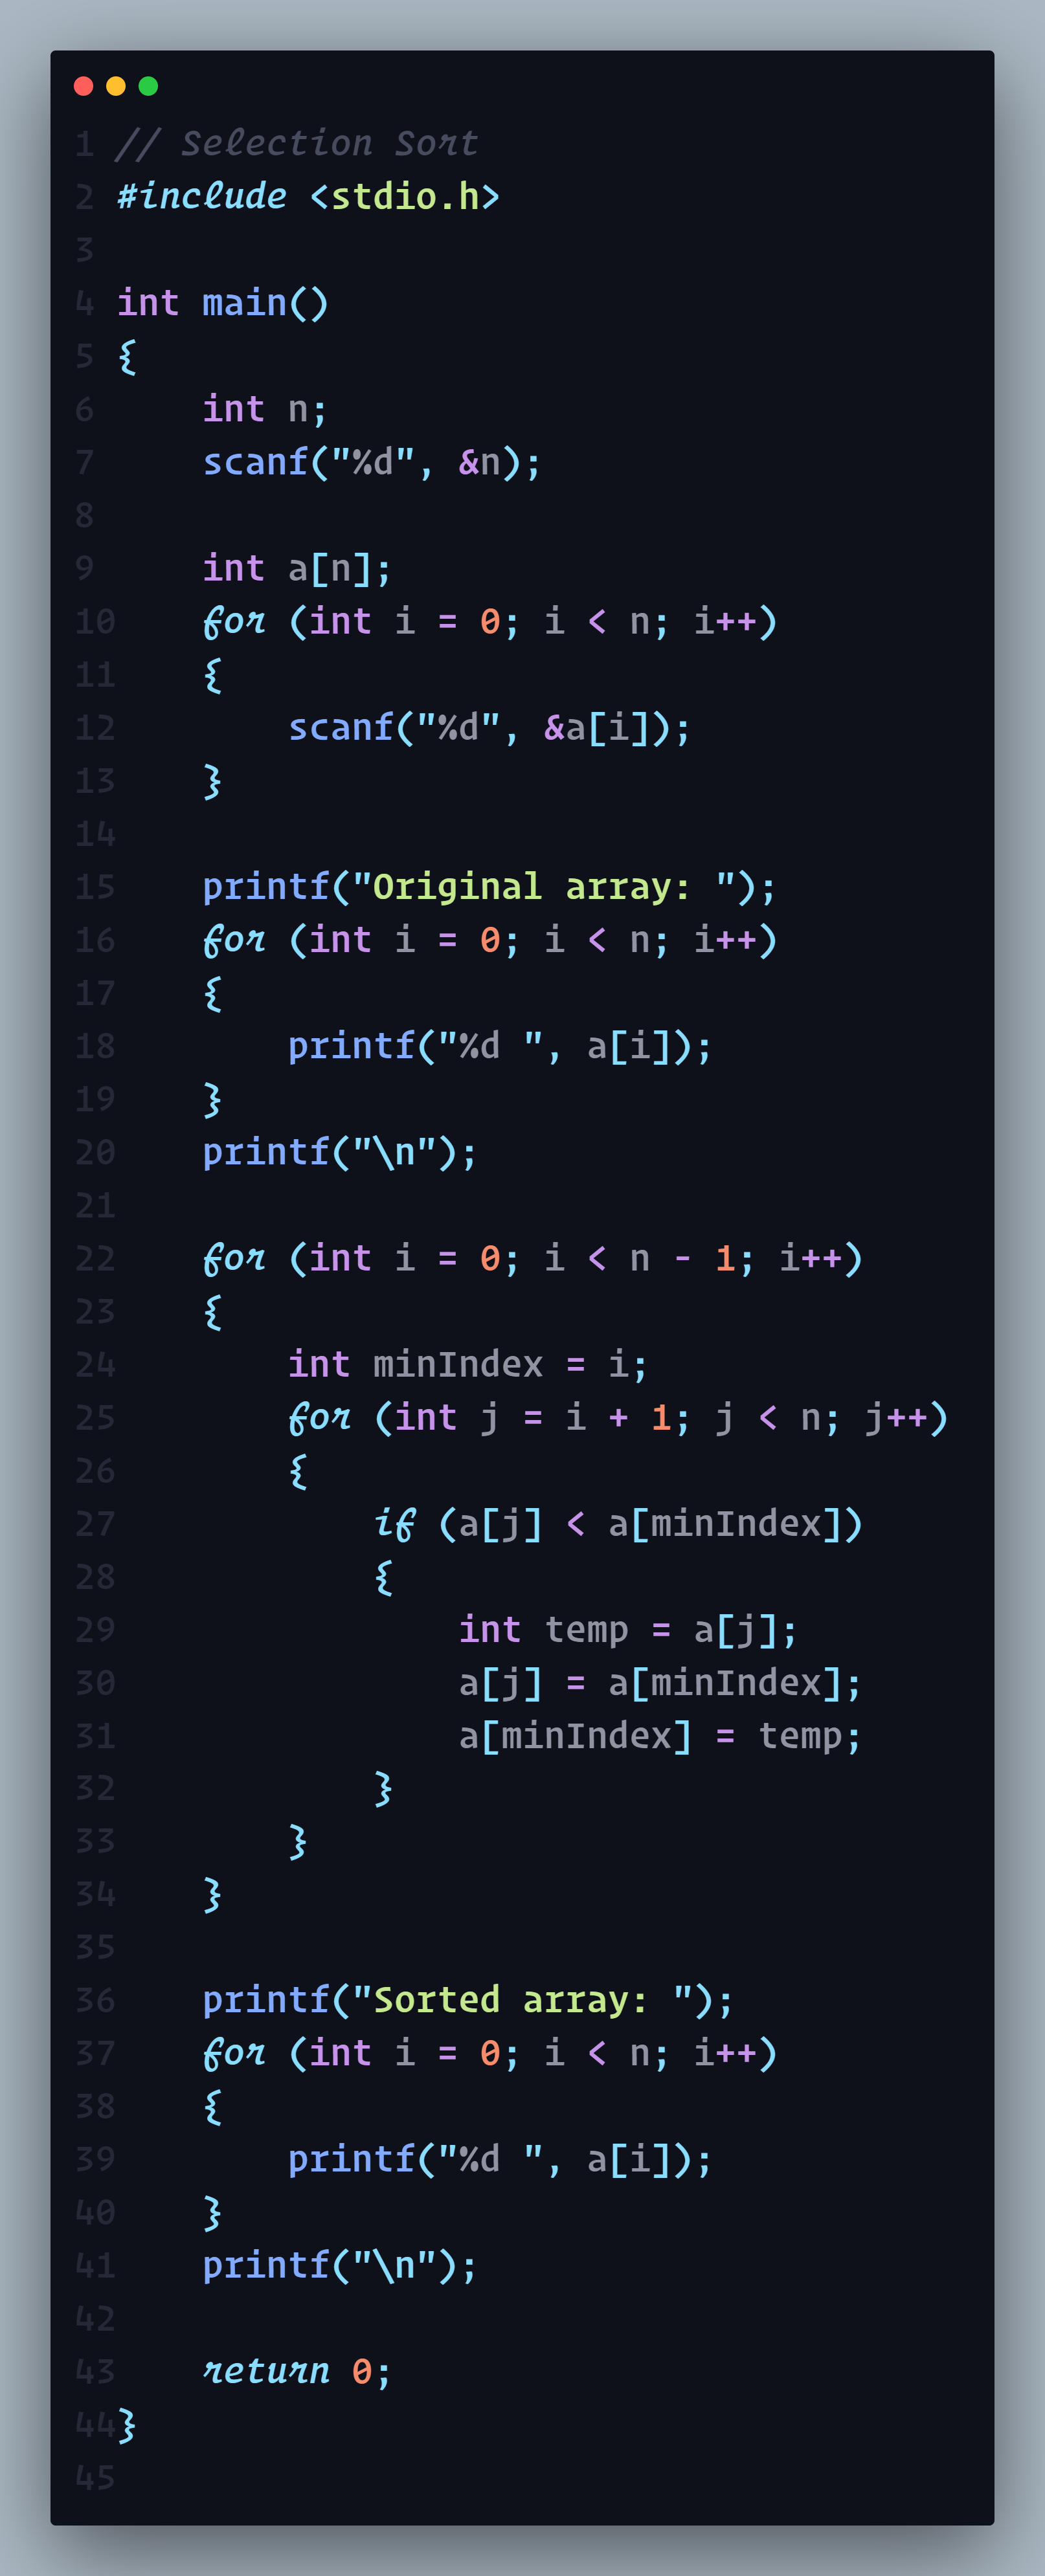 1 // Selection Sort
2 #include <stdio.h>
3
4 int main()
5 {
6     int n;
7     scanf("%d", &n);
8
9     int a[n];
10    for (int i = 0; i < n; i++)
11    {
12        scanf("%d", &a[i]);
13    }
14
15    printf("Original array: ");
16    for (int i = 0; i < n; i++)
17    {
18        printf("%d ", a[i]);
19    }
20    printf("\n");
21
22    for (int i = 0; i < n - 1; i++)
23    {
24        int minIndex = i;
25        for (int j = i + 1; j < n; j++)
26        {
27            if (a[j] < a[minIndex])
28            {
29                int temp = a[j];
30                a[j] = a[minIndex];
31                a[minIndex] = temp;
32            }
33        }
34    }
35
36    printf("Sorted array: ");
37    for (int i = 0; i < n; i++)
38    {
39        printf("%d ", a[i]);
40    }
41    printf("\n");
42
43    return 0;
44}
45